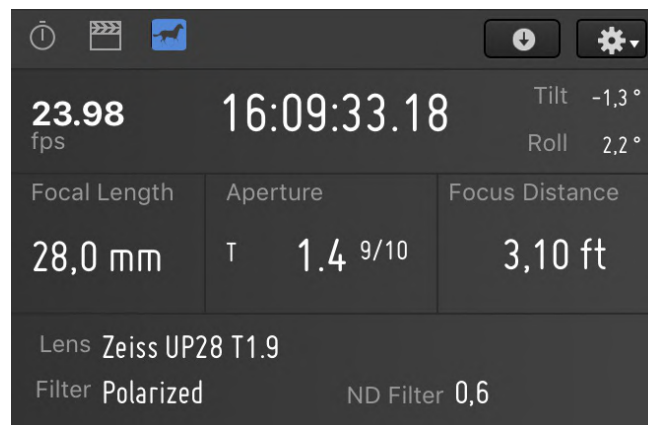 23.98 16:09:33.18 Tilt -1,3°
fps Roll 2,2°
Focal Length Aperture Focus Distance
28,0 mm T 1.4 9/10 3,10 ft
Lens Zeiss UP28 T1.9
Filter Polarized ND Filter 0,6